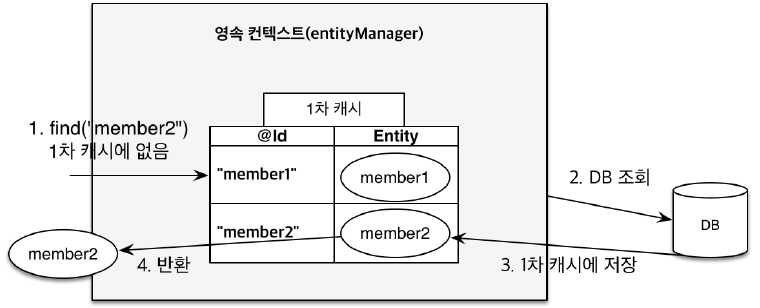 영속 컨텍스트(entityManager)
1차 캐시
1. find("member2")
1차 캐시에 없음
@Id Entity
"member1" member1
2. DB 조회
DB
"member2" member2
member2
4. 반환
3. 1차 캐시에 저장